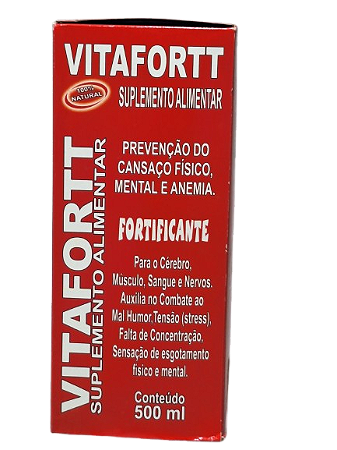 VITAFORTT
100%
NATURAL
SUPLEMENTO ALIMENTAR
PREVENÇÃO DO
CANSAÇO FÍSICO,
MENTAL E ANEMIA.
FORTIFICANTE
Para o Cérebro,
Músculo, Sangue e Nervos.
Auxilia no Combate ao
Mal Humor,Tensão (stress),
Falta de Concentração,
Sensação de esgotamento
físico e mental.
Conteúdo
500 ml
VITAFORTT
SUPLEMENTO ALIMENTAR